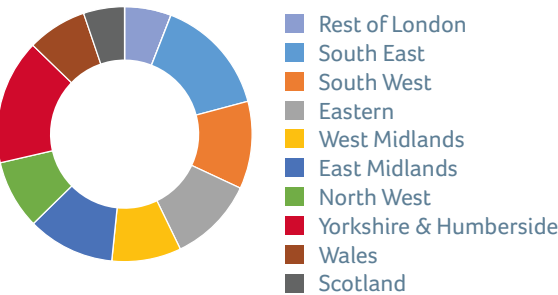 Rest of London
South East
South West
Eastern
West Midlands
East Midlands
North West
Yorkshire & Humberside
Wales
Scotland